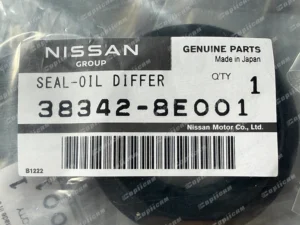 NISSAN GENUINE PARTS
GROUP Made in Japan
SEAL-OIL DIFFER Q'TY 1
38342-8E001
Nissan Motor Co., Ltd.
B1222